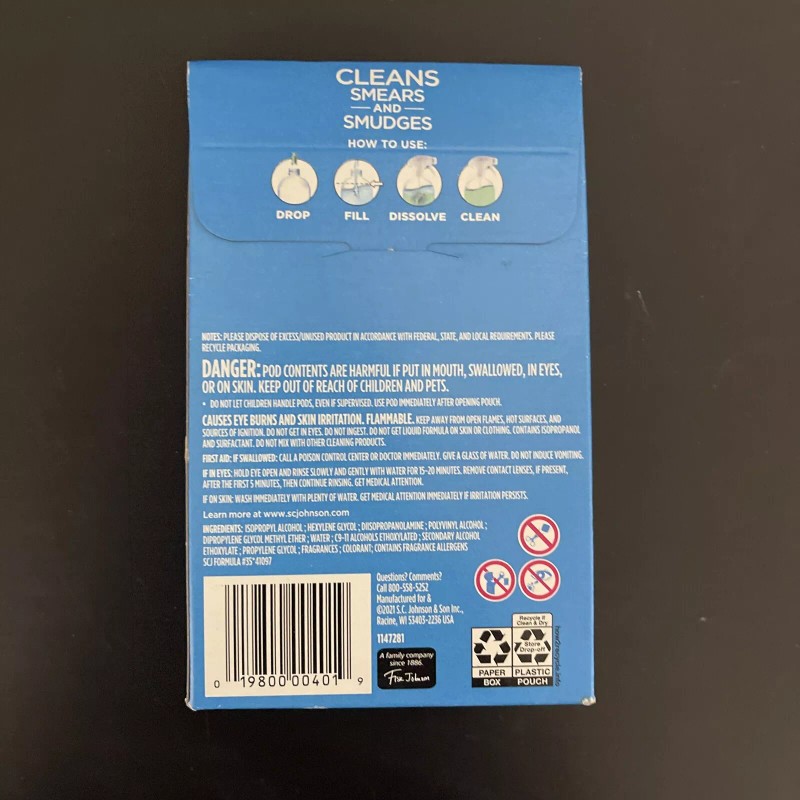 CLEANS
SMEARS
AND
SMUDGES
HOW TO USE:
DROP FILL DISSOLVE CLEAN
NOTES: PLEASE DISPOSE OF EXCESS/UNUSED PRODUCT IN ACCORDANCE WITH FEDERAL, STATE, AND LOCAL REQUIREMENTS. PLEASE
RECYCLE PACKAGING.
DANGER: POD CONTENTS ARE HARMFUL IF PUT IN MOUTH, SWALLOWED, IN EYES,
OR ON SKIN. KEEP OUT OF REACH OF CHILDREN AND PETS.
• DO NOT LET CHILDREN HANDLE PODS, EVEN IF SUPERVISED. USE POD IMMEDIATELY AFTER OPENING POUCH.
CAUSES EYE BURNS AND SKIN IRRITATION. FLAMMABLE. KEEP AWAY FROM OPEN FLAMES, HOT SURFACES, AND
SOURCES OF IGNITION. DO NOT GET IN EYES. DO NOT INGEST. DO NOT GET LIQUID FORMULA ON SKIN OR CLOTHING. CONTAINS ISOPROPANOL
AND SURFACTANT. DO NOT MIX WITH OTHER CLEANING PRODUCTS.
FIRST AID: IF SWALLOWED: CALL A POISON CONTROL CENTER OR DOCTOR IMMEDIATELY. GIVE A GLASS OF WATER. DO NOT INDUCE VOMITING.
IF IN EYES: HOLD EYE OPEN AND RINSE SLOWLY AND GENTLY WITH WATER FOR 15-20 MINUTES. REMOVE CONTACT LENSES, IF PRESENT,
AFTER THE FIRST 5 MINUTES, THEN CONTINUE RINSING. GET MEDICAL ATTENTION.
IF ON SKIN: WASH IMMEDIATELY WITH PLENTY OF WATER. GET MEDICAL ATTENTION IMMEDIATELY IF IRRITATION PERSISTS.
Learn more at www.scjohnson.com
INGREDIENTS: ISOPROPYL ALCOHOL ; HEXYLENE GLYCOL ; DIISOPROPANOLAMINE ; POLYVINYL ALCOHOL ;
DIPROPYLENE GLYCOL METHYL ETHER ; WATER ; C9-11 ALCOHOLS ETHOXYLATED ; SECONDARY ALCOHOL
ETHOXYLATE ; PROPYLENE GLYCOL ; FRAGRANCES ; COLORANT; CONTAINS FRAGRANCE ALLERGENS
SCJ FORMULA #35*41097
Questions? Comments?
Call 800-558-5252
Manufactured for &
©2021 S.C. Johnson & Son Inc.,
Racine, WI 53403-2236 USA
1147281
A family company
since 1886.
Fisk Johnson
0 19800 00401 9
Recycle if
Clean & Dry
Store
Drop-off
PAPER
BOX
PLASTIC
POUCH
how2recycle.info